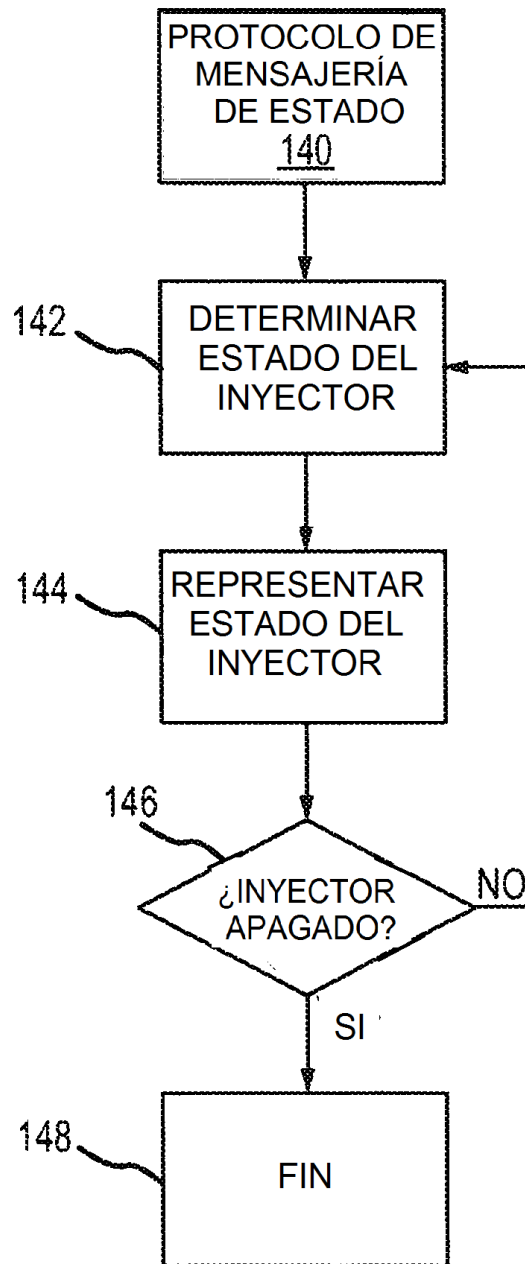 PROTOCOLO DE
MENSAJERÍA
DE ESTADO
140
142
DETERMINAR
ESTADO DEL
INYECTOR
144
REPRESENTAR
ESTADO DEL
INYECTOR
146
¿INYECTOR
APAGADO?
NO
SI
148
FIN